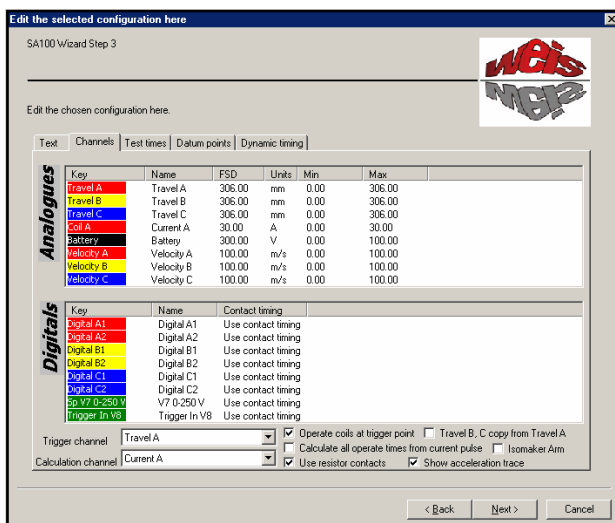 Edit the selected configuration here
SA100 Wizard Step 3
Weis
Edit the chosen configuration here.
Text Channels Test times Datum points Dynamic timing
Analogues
Key Name FSD Units Min Max
Travel A Travel A 306.00 mm 0.00 306.00
Travel B Travel B 306.00 mm 0.00 306.00
Travel C Travel C 306.00 mm 0.00 306.00
Coil A Current A 30.00 A 0.00 30.00
Battery Battery 300.00 V 0.00 100.00
Velocity A Velocity A 100.00 m/s 0.00 100.00
Velocity B Velocity B 100.00 m/s 0.00 100.00
Velocity C Velocity C 100.00 m/s 0.00 100.00
Digitals
Key Name Contact timing
Digital A1 Digital A1 Use contact timing
Digital A2 Digital A2 Use contact timing
Digital B1 Digital B1 Use contact timing
Digital B2 Digital B2 Use contact timing
Digital C1 Digital C1 Use contact timing
Digital C2 Digital C2 Use contact timing
Sp V7 0-250 V V7 0-250 V Use contact timing
Trigger In V8 Trigger In V8 Use contact timing
Trigger channel Travel A Operate coils at trigger point Travel B, C copy from Travel A
Calculate all operate times from current pulse Isomaker Arm
Calculation channel Current A Use resistor contacts Show acceleration trace
< Back Next > Cancel